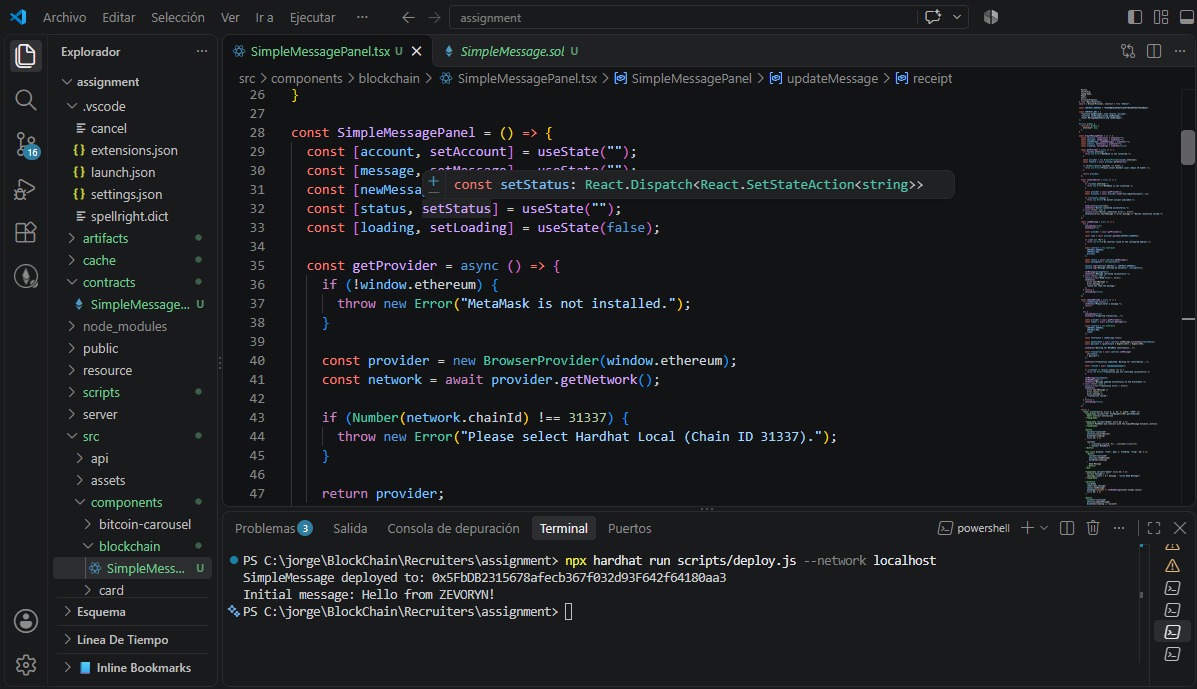 Archivo Editar Selección Ver Ir a Ejecutar ··· assignment
Explorador ···
assignment
.vscode
cancel
extensions.json
launch.json
settings.json
spellright.dict
artifacts
cache
contracts
SimpleMessage... U
node_modules
public
resource
scripts
server
src
api
assets
components
bitcoin-carousel
blockchain
SimpleMess... U
card
Esquema
Línea De Tiempo
Inline Bookmarks
16
SimpleMessagePanel.tsx U SimpleMessage.sol U
src > components > blockchain > SimpleMessagePanel.tsx > SimpleMessagePanel > updateMessage > receipt
26 }
27
28 const SimpleMessagePanel = () => {
29 const [account, setAccount] = useState("");
30 const [message, setMessage] = useState("");
31 const [newMessa
const setStatus: React.Dispatch<React.SetStateAction<string>>
32 const [status, setStatus] = useState("");
33 const [loading, setLoading] = useState(false);
34
35 const getProvider = async () => {
36 if (!window.ethereum) {
37 throw new Error("MetaMask is not installed.");
38 }
39
40 const provider = new BrowserProvider(window.ethereum);
41 const network = await provider.getNetwork();
42
43 if (Number(network.chainId) !== 31337) {
44 throw new Error("Please select Hardhat Local (Chain ID 31337).");
45 }
46
47 return provider;
Problemas 3 Salida Consola de depuración Terminal Puertos powershell
PS C:\jorge\BlockChain\Recruiters\assignment> npx hardhat run scripts/deploy.js --network localhost
SimpleMessage deployed to: 0x5FbDB2315678afecb367f032d93F642f64180aa3
Initial message: Hello from ZEVORYN!
PS C:\jorge\BlockChain\Recruiters\assignment>